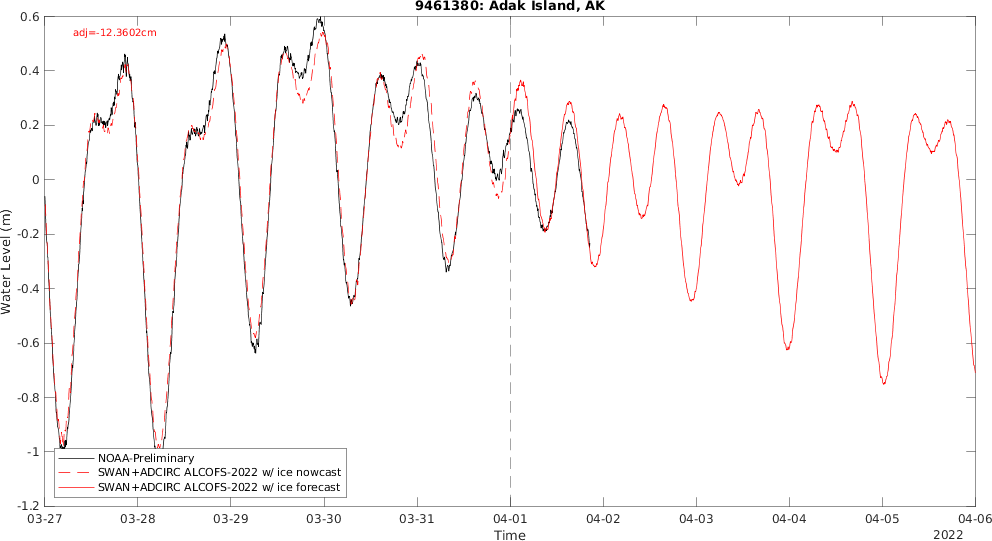 9461380: Adak Island, AK
adj=-12.3602cm
0.6
0.4
0.2
0
-0.2
-0.4
-0.6
-0.8
-1
-1.2
Water Level (m)
NOAA-Preliminary
SWAN+ADCIRC ALCOFS-2022 w/ ice nowcast
SWAN+ADCIRC ALCOFS-2022 w/ ice forecast
03-27 03-28 03-29 03-30 03-31 04-01 04-02 04-03 04-04 04-05 04-06
Time
2022